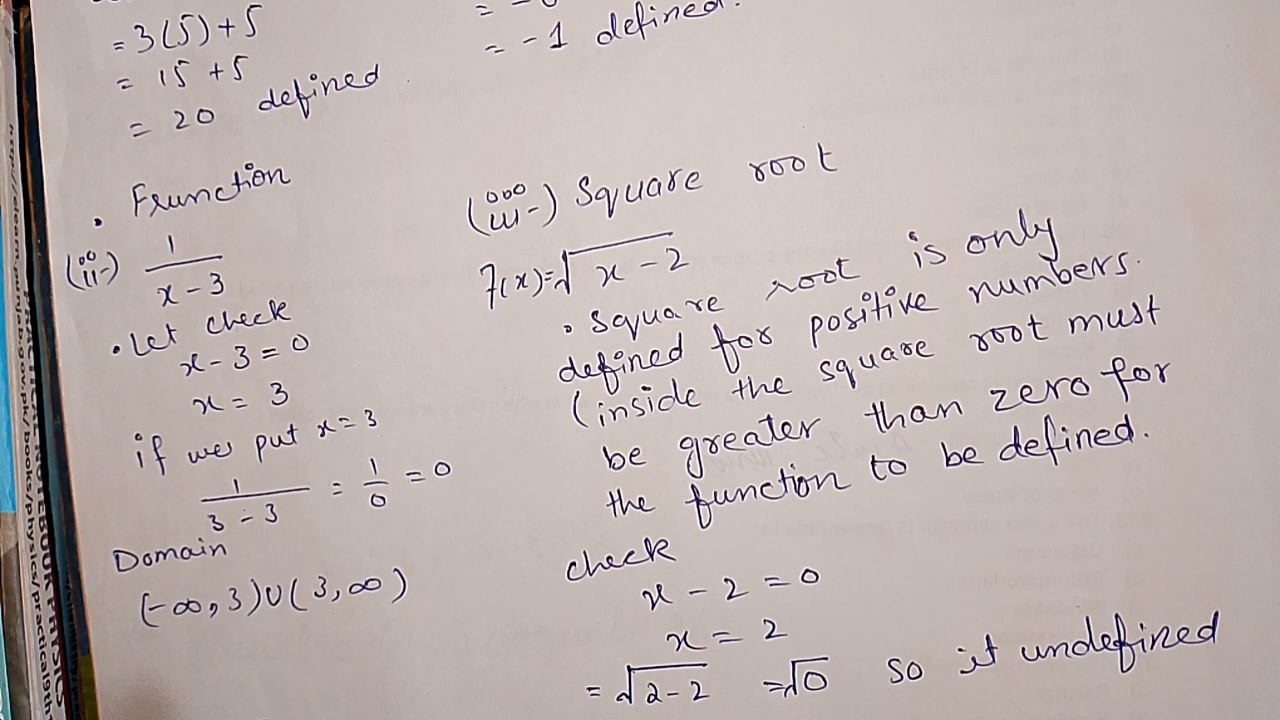 = 3(5)+5
= 15 +5
= 20 defined
= -1 defined.
• Frunction
(ii-) 1/(x-3)
• Let check
x-3=0
x = 3
if wes put x=3
1/(3-3) = 1/0 = 0
Domain
(-∞,3)∪(3,∞)
(iii-) Square root
f(x)=√(x-2)
• Square root is only
defined for positive numbers.
(inside the square root must
be greater than zero for
the function to be defined.
check
x - 2 = 0
x = 2
= √(2-2) =√0 so it undefined